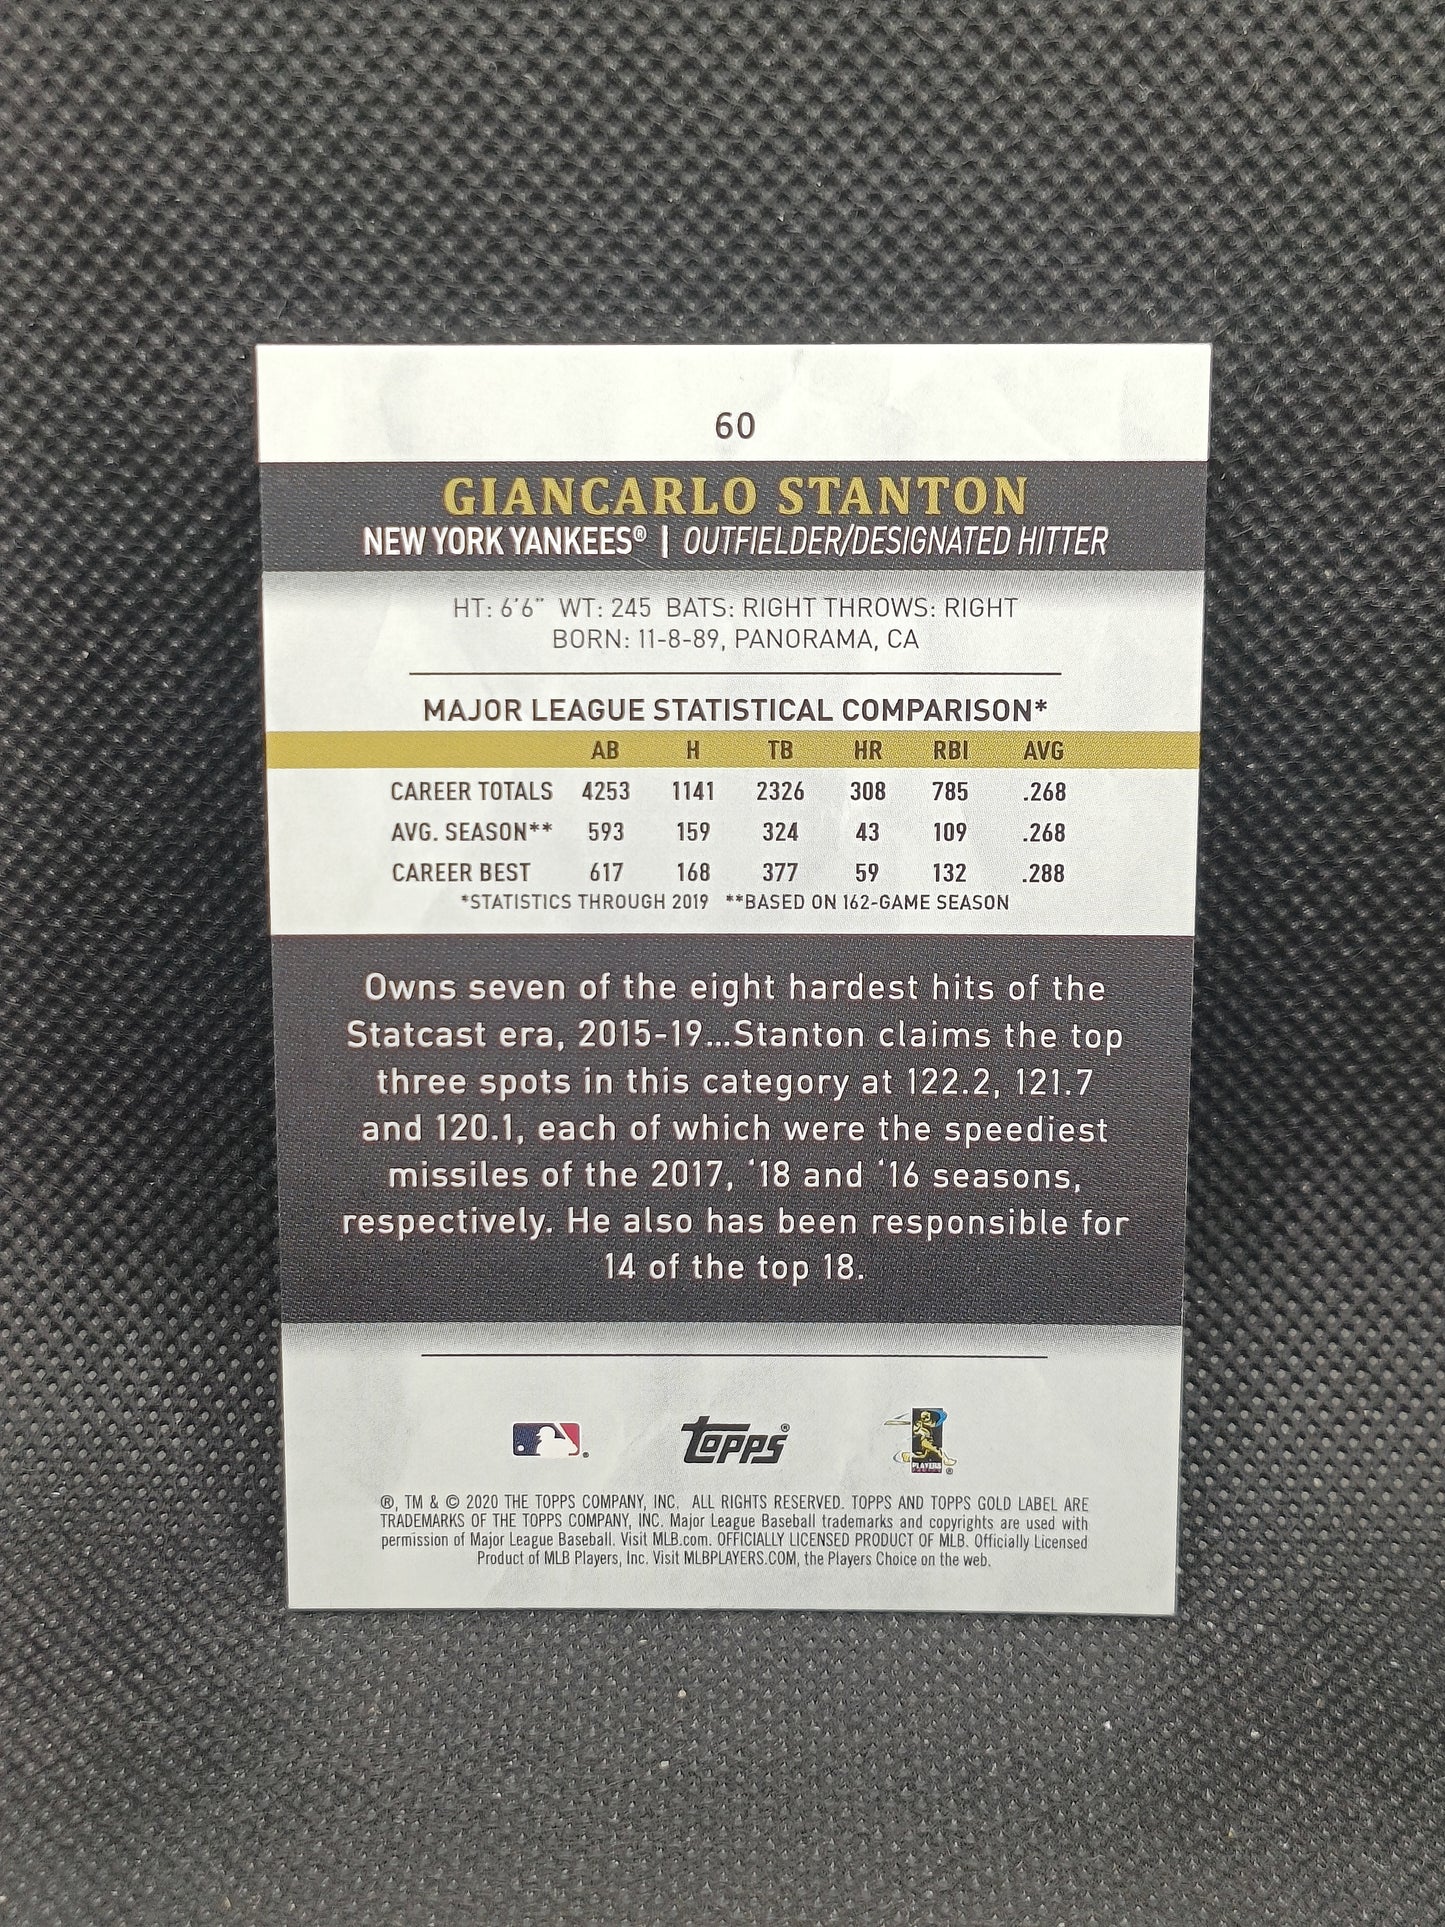 60
GIANCARLO STANTON
NEW YORK YANKEES® | OUTFIELDER/DESIGNATED HITTER
HT: 6'6" WT: 245 BATS: RIGHT THROWS: RIGHT
BORN: 11-8-89, PANORAMA, CA
MAJOR LEAGUE STATISTICAL COMPARISON*
AB H TB HR RBI AVG
CAREER TOTALS 4253 1141 2326 308 785 .268
AVG. SEASON** 593 159 324 43 109 .268
CAREER BEST 617 168 377 59 132 .288
*STATISTICS THROUGH 2019 **BASED ON 162-GAME SEASON
Owns seven of the eight hardest hits of the
Statcast era, 2015-19...Stanton claims the top
three spots in this category at 122.2, 121.7
and 120.1, each of which were the speediest
missiles of the 2017, '18 and '16 seasons,
respectively. He also has been responsible for
14 of the top 18.
topps®
PLAYERS
®, TM & © 2020 THE TOPPS COMPANY, INC. ALL RIGHTS RESERVED. TOPPS AND TOPPS GOLD LABEL ARE
TRADEMARKS OF THE TOPPS COMPANY, INC. Major League Baseball trademarks and copyrights are used with
permission of Major League Baseball. Visit MLB.com. OFFICIALLY LICENSED PRODUCT OF MLB. Officially Licensed
Product of MLB Players, Inc. Visit MLBPLAYERS.COM, the Players Choice on the web.